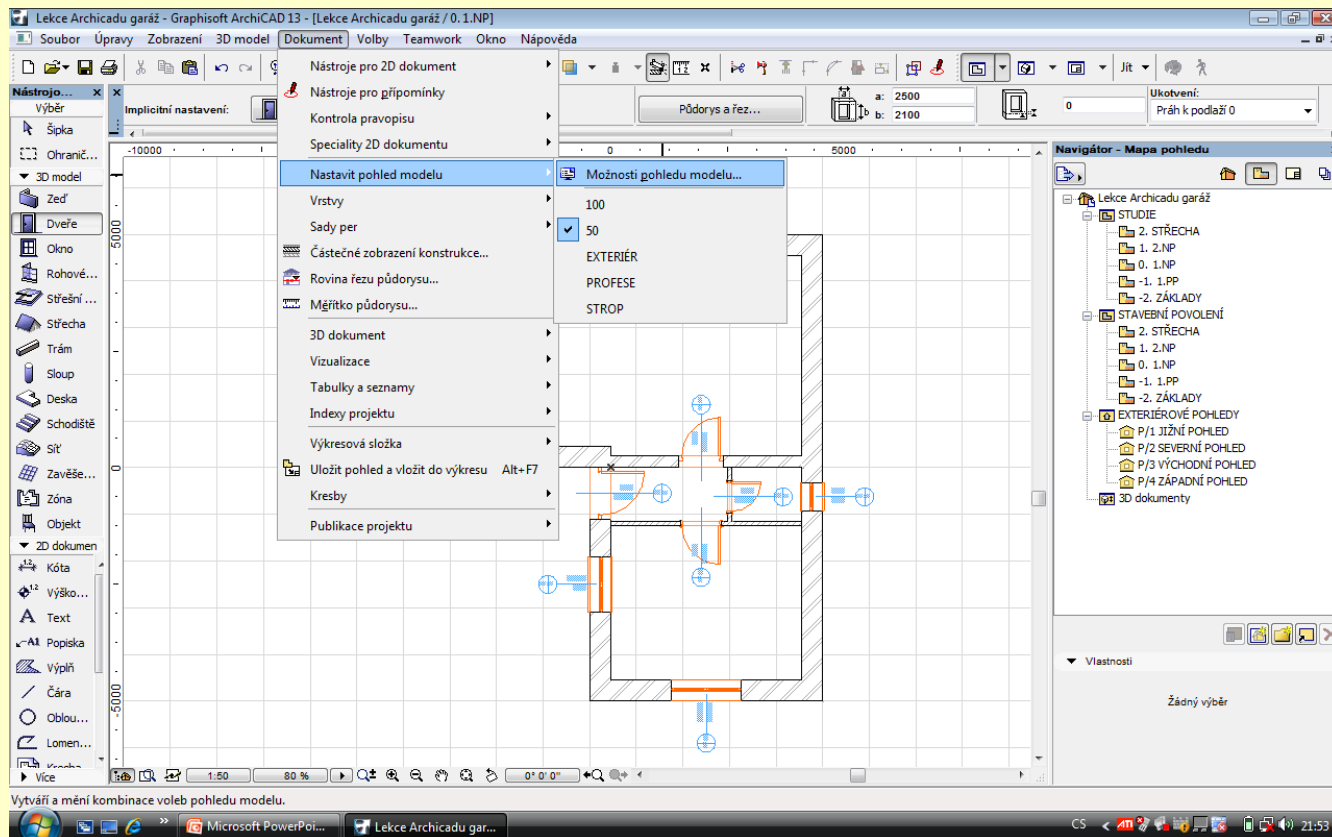 Lekce Archicadu garáž - Graphisoft ArchiCAD 13 - [Lekce Archicadu garáž / 0. 1.NP]
Soubor Úpravy Zobrazení 3D model Dokument Volby Teamwork Okno Nápověda
Jít
Nástrojo...
Výběr
Šipka
Ohranič...
3D model
Zeď
Dveře
Okno
Rohové...
Střešní ...
Střecha
Trám
Sloup
Deska
Schodiště
Síť
Zavěše...
Zóna
Objekt
2D dokumen
Kóta
Výško...
Text
Popiska
Výplň
Čára
Oblou...
Lomen...
Více
Implicitní nastavení:
Půdorys a řez...
a: 2500
b: 2100
0
Ukotvení:
Práh k podlaží 0
-10000 0 5000
5000
0
-5000
Nástroje pro 2D dokument
Nástroje pro připomínky
Kontrola pravopisu
Speciality 2D dokumentu
Nastavit pohled modelu
Vrstvy
Sady per
Částečné zobrazení konstrukce...
Rovina řezu půdorysu...
Měřítko půdorysu...
3D dokument
Vizualizace
Tabulky a seznamy
Indexy projektu
Výkresová složka
Uložit pohled a vložit do výkresu Alt+F7
Kresby
Publikace projektu
Možnosti pohledu modelu...
100
50
EXTERIÉR
PROFESE
STROP
Navigátor - Mapa pohledu
Lekce Archicadu garáž
STUDIE
2. STŘECHA
1. 2.NP
0. 1.NP
-1. 1.PP
-2. ZÁKLADY
STAVEBNÍ POVOLENÍ
2. STŘECHA
1. 2.NP
0. 1.NP
-1. 1.PP
-2. ZÁKLADY
EXTERIÉROVÉ POHLEDY
P/1 JIŽNÍ POHLED
P/2 SEVERNÍ POHLED
P/3 VÝCHODNÍ POHLED
P/4 ZÁPADNÍ POHLED
3D dokumenty
Vlastnosti
Žádný výběr
1:50 80 % 0° 0' 0"
Vytváří a mění kombinace voleb pohledu modelu.
Microsoft PowerPoi...
Lekce Archicadu gar...
CS
21:53